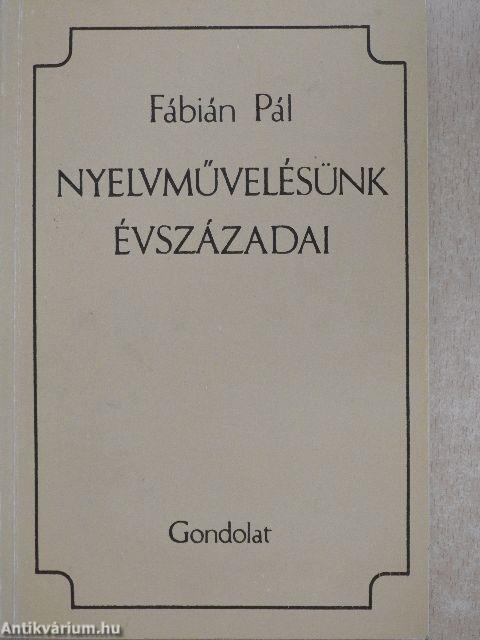 Fábián Pál
NYELVMŰVELÉSÜNK
ÉVSZÁZADAI
Gondolat
Antikvárium.hu